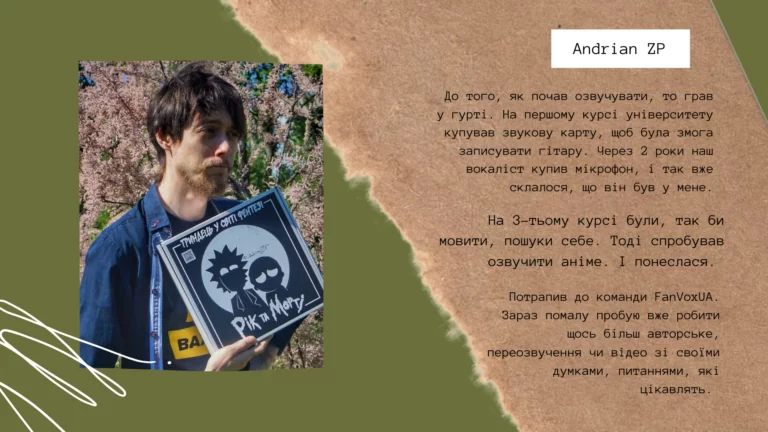 Andrian ZP
До того, як почав озвучувати, то грав
у гурті. На першому курсі університету
купував звукову карту, щоб була змога
записувати гітару. Через 2 роки наш
вокаліст купив мікрофон, і так вже
склалося, що він був у мене.
На 3-тьому курсі були, так би
мовити, пошуки себе. Тоді спробував
озвучити аніме. І понеслася.
Потрапив до команди FanVoxUA.
Зараз помалу пробую вже робити
щось більш авторське,
переозвучення чи відео зі своїми
думками, питаннями, які
цікавлять.
ТРИНДЕЦЬ У СВІТІ ФЕНТЕЗІ
РІК ТА МОРТІ